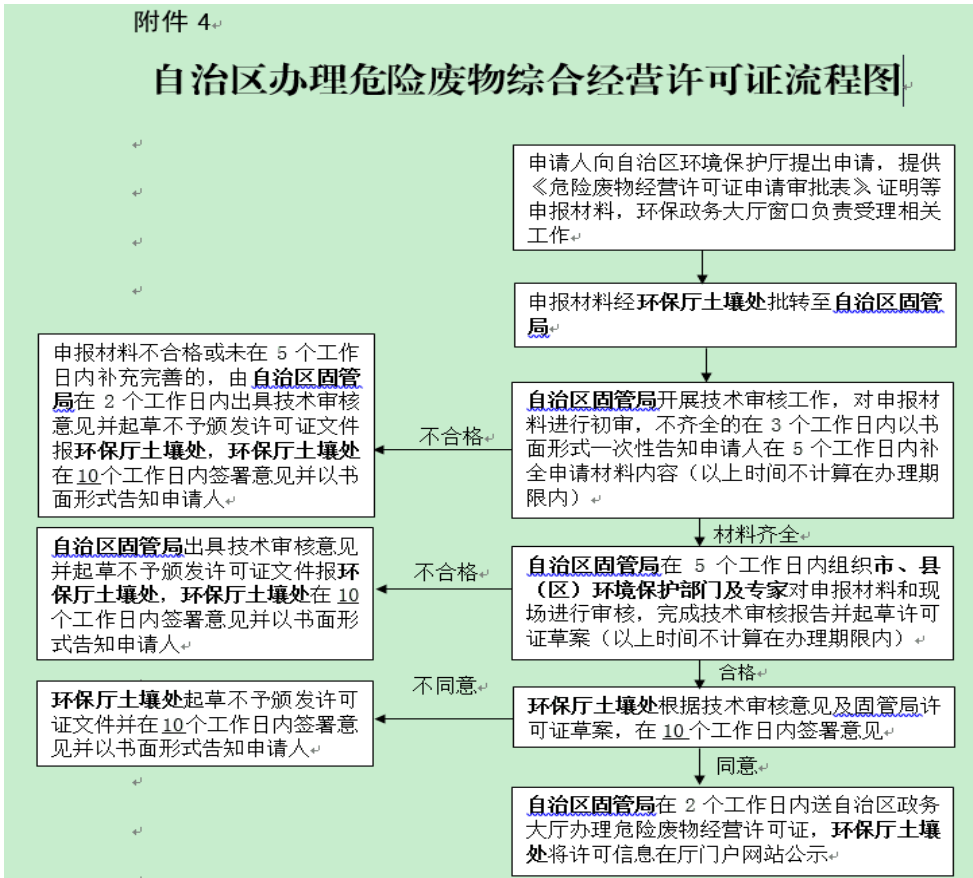 附件 4
自治区办理危险废物综合经营许可证流程图
申请人向自治区环境保护厅提出申请，提供
《危险废物经营许可证申请审批表》、证明等
申报材料，环保政务大厅窗口负责受理相关
工作
申报材料经环保厅土壤处批转至自治区固管
局
自治区固管局开展技术审核工作，对申报材
料进行初审，不齐全的在 3 个工作日内以书
面形式一次性告知申请人在 5 个工作日内补
全申请材料内容（以上时间不计算在办理期
限内）
不合格
申报材料不合格或未在 5 个工作
日内补充完善的，由自治区固管
局在 2 个工作日内出具技术审核
意见并起草不予颁发许可证文件
报环保厅土壤处，环保厅土壤处
在10个工作日内签署意见并以书
面形式告知申请人
材料齐全
自治区固管局在 5 个工作日内组织市、县
（区）环境保护部门及专家对申报材料和现
场进行审核，完成技术审核报告并起草许可
证草案（以上时间不计算在办理期限内）
不合格
自治区固管局出具技术审核意见
并起草不予颁发许可证文件报环
保厅土壤处，环保厅土壤处在 10
个工作日内签署意见并以书面形
式告知申请人
合格
环保厅土壤处根据技术审核意见及固管局许
可证草案，在 10 个工作日内签署意见
不同意
环保厅土壤处起草不予颁发许可
证文件并在10个工作日内签署意
见并以书面形式告知申请人
同意
自治区固管局在 2 个工作日内送自治区政务
大厅办理危险废物经营许可证，环保厅土壤
处将许可信息在厅门户网站公示